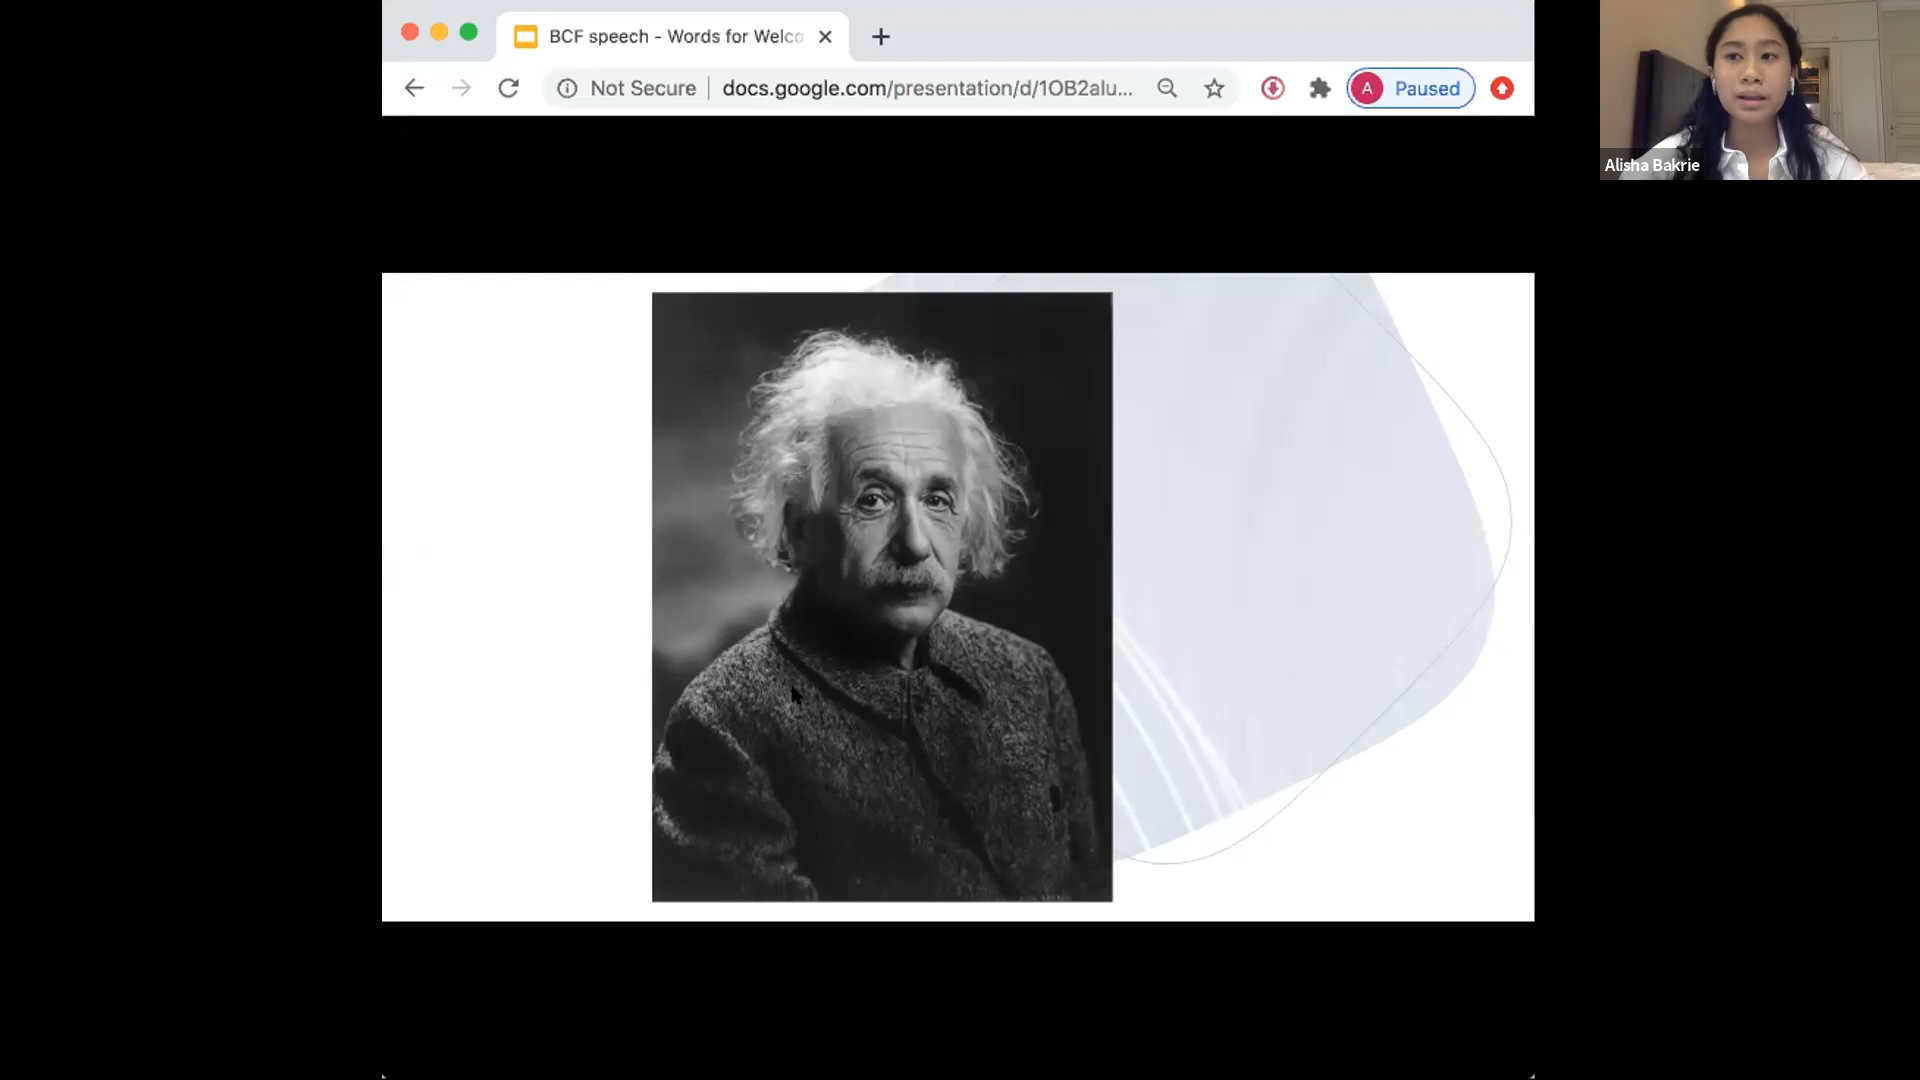 BCF speech - Words for Welco
Not Secure
docs.google.com/presentation/d/1OB2alu...
A
Paused
Alisha Bakrie